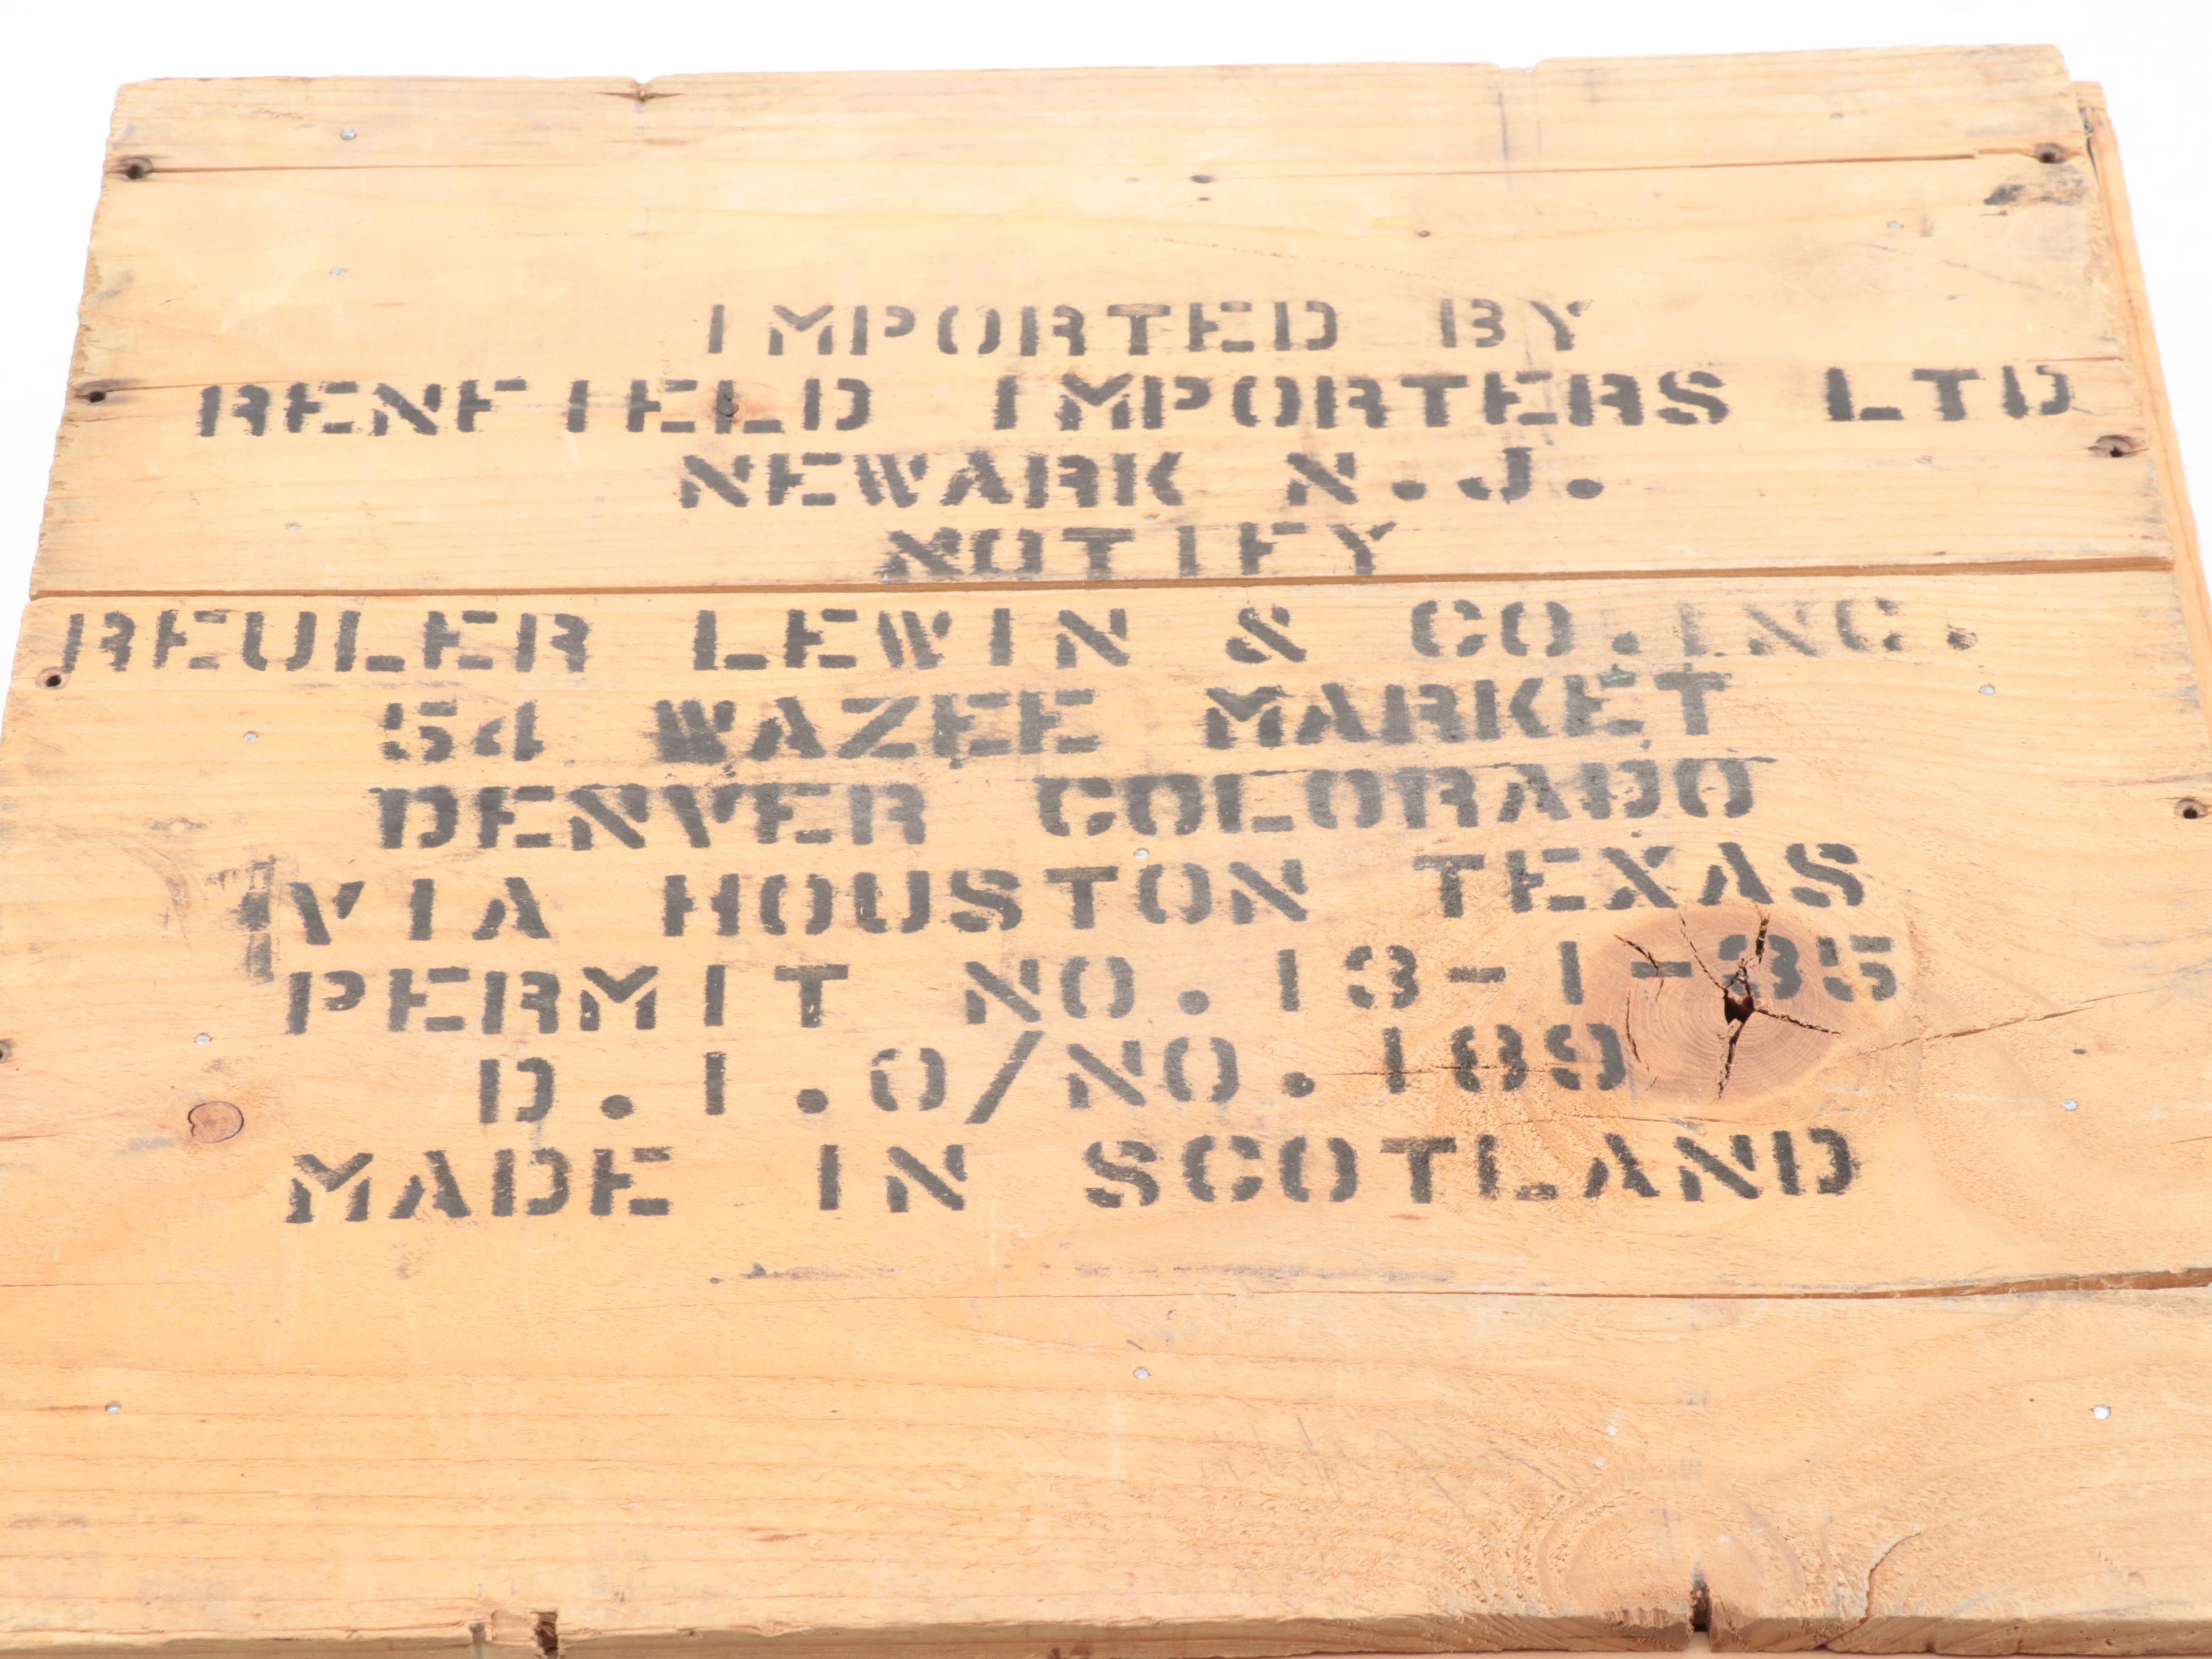 IMPORTED BY
RENFIELD IMPORTERS LTD
NEWARK N.J.
NOTIFY
REULER LEWIN & CO.INC.
54 WAZEE MARKET
DENVER COLORADO
VIA HOUSTON TEXAS
PERMIT NO.13-1-35
D.I.O/NO.189
MADE IN SCOTLAND